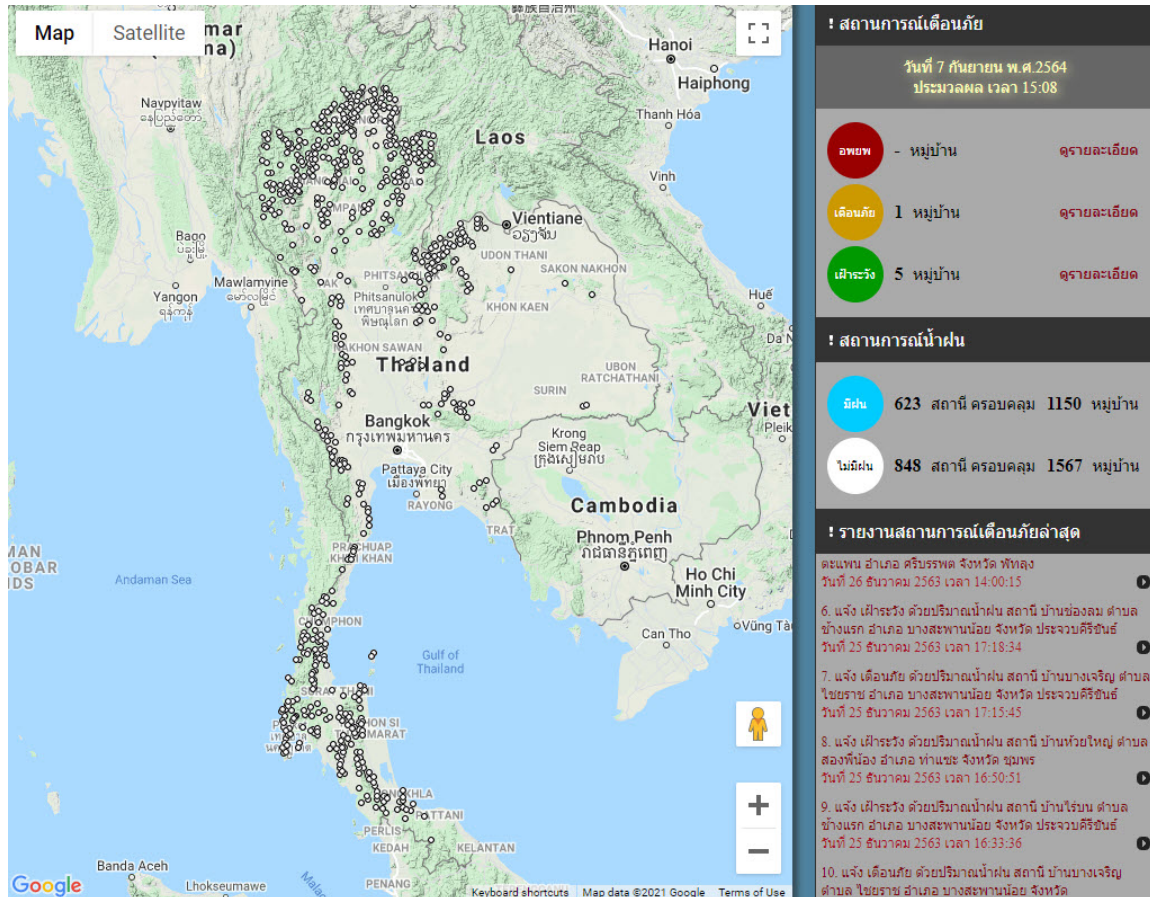 Map
Satellite
mar
ma)
Hanoi
Haiphong
Naypyitaw
နေပြည်တော်
Thanh Hóa
Laos
Vinh
Vientiane
ວຽງຈັນ
Bago
ပဲခူးမြို့
UDON THANI
SAKON NAKHON
Mawlamyine
မော်လမြိုင်
Yangon
ရန်ကုန်
Phitsanulok
เทศบาลนคร
พิษณุโลก
KHON KAEN
Huế
NAKHON SAWAN
Thailand
UBON
RATCHATHANI
SURIN
Bangkok
กรุงเทพมหานคร
Viet
Pleik
Krong
Siem Reap
ក្រុងសៀមរាប
Pattaya City
เมืองพัทยา
RAYONG
TRAT
Cambodia
Phnom Penh
រាជធានីភ្នំពេញ
PRACHUAP
KHIRI KHAN
MAN
OBAR
NDS
Andaman Sea
Ho Chi
Minh City
Can Tho
Vũng Tàu
Gulf of
Thailand
PATTANI
PERLIS
KEDAH
KELANTAN
Banda Aceh
Lhokseumawe
PENANG
Google
Keyboard shortcuts
Map data ©2021 Google
Terms of Use
! สถานการณ์เตือนภัย
วันที่ 7 กันยายน พ.ศ.2564
ประมวลผล เวลา 15:08
อพยพ - หมู่บ้าน ดูรายละเอียด
เตือนภัย 1 หมู่บ้าน ดูรายละเอียด
เฝ้าระวัง 5 หมู่บ้าน ดูรายละเอียด
! สถานการณ์น้ำฝน
มีฝน 623 สถานี ครอบคลุม 1150 หมู่บ้าน
ไม่มีฝน 848 สถานี ครอบคลุม 1567 หมู่บ้าน
! รายงานสถานการณ์เตือนภัยล่าสุด
ตะแพน อำเภอ ศรีบรรพต จังหวัด พัทลุง
วันที่ 26 ธันวาคม 2563 เวลา 14:00:15
6. แจ้ง เฝ้าระวัง ด้วยปริมาณน้ำฝน สถานี บ้านช่องลม ตำบล
ช้างแรก อำเภอ บางสะพานน้อย จังหวัด ประจวบคีรีขันธ์
วันที่ 25 ธันวาคม 2563 เวลา 17:18:34
7. แจ้ง เตือนภัย ด้วยปริมาณน้ำฝน สถานี บ้านบางเจริญ ตำบล
ไชยราช อำเภอ บางสะพานน้อย จังหวัด ประจวบคีรีขันธ์
วันที่ 25 ธันวาคม 2563 เวลา 17:15:45
8. แจ้ง เฝ้าระวัง ด้วยปริมาณน้ำฝน สถานี บ้านห้วยใหญ่ ตำบล
สองพี่น้อง อำเภอ ท่าแซะ จังหวัด ชุมพร
วันที่ 25 ธันวาคม 2563 เวลา 16:50:51
9. แจ้ง เฝ้าระวัง ด้วยปริมาณน้ำฝน สถานี บ้านไร่บน ตำบล
ช้างแรก อำเภอ บางสะพานน้อย จังหวัด ประจวบคีรีขันธ์
วันที่ 25 ธันวาคม 2563 เวลา 16:33:36
10. แจ้ง เตือนภัย ด้วยปริมาณน้ำฝน สถานี บ้านบางเจริญ
ตำบล ไชยราช อำเภอ บางสะพานน้อย จังหวัด